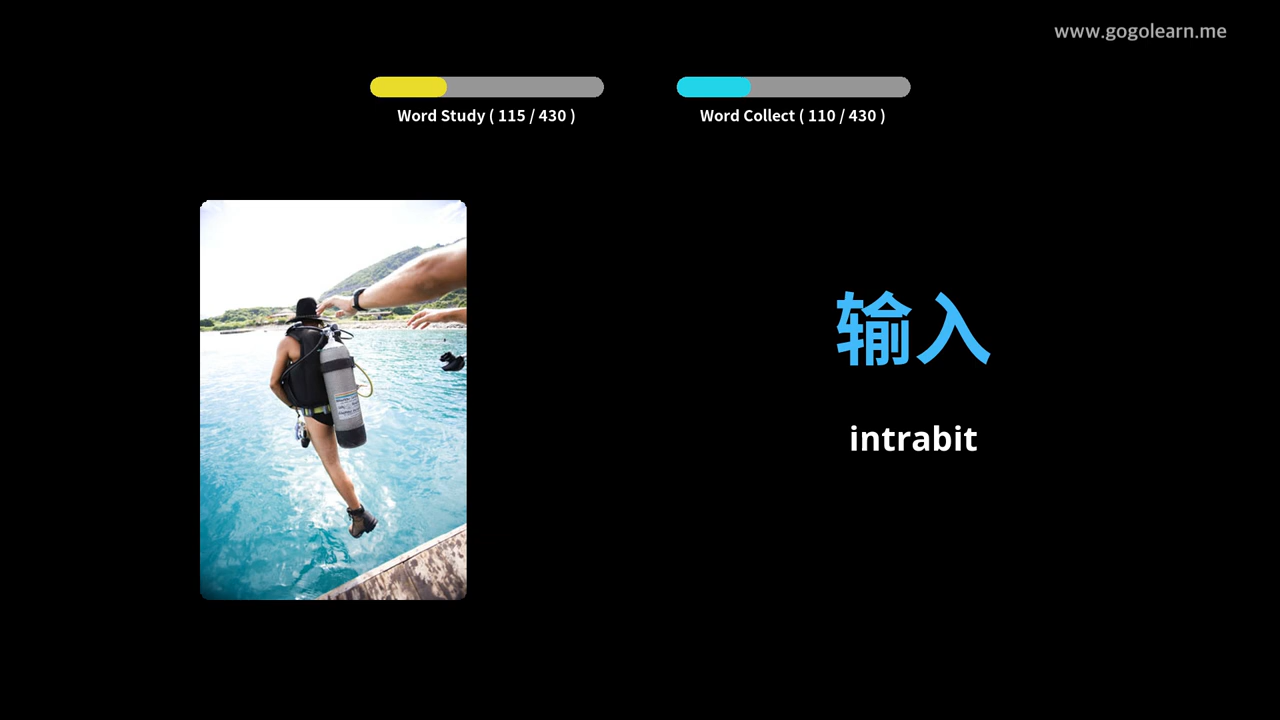 www.gogolearn.me
Word Study ( 115 / 430 )
Word Collect ( 110 / 430 )
输入
intrabit